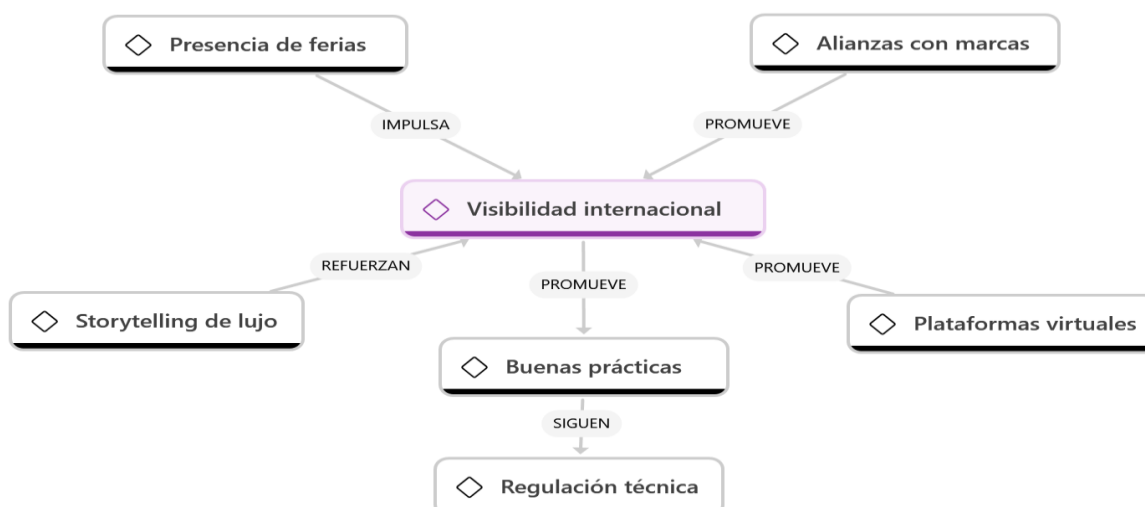 Presencia de ferias
Alianzas con marcas
IMPULSA
PROMUEVE
Visibilidad internacional
REFUERZAN
PROMUEVE
PROMUEVE
Storytelling de lujo
Plataformas virtuales
Buenas prácticas
SIGUEN
Regulación técnica